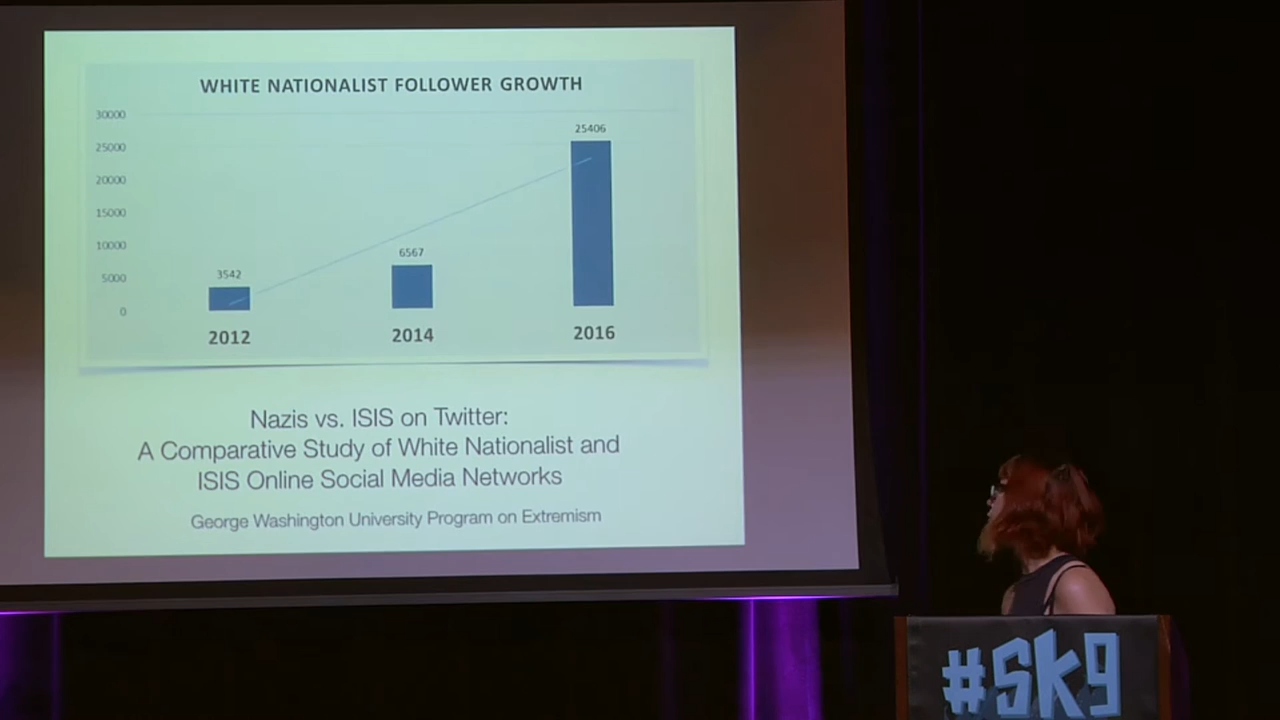 WHITE NATIONALIST FOLLOWER GROWTH
30000
25406
25000
20000
15000
10000
6567
5000
3542
0
2012 2014 2016
Nazis vs. ISIS on Twitter:
A Comparative Study of White Nationalist and
ISIS Online Social Media Networks
George Washington University Program on Extremism
#SK9